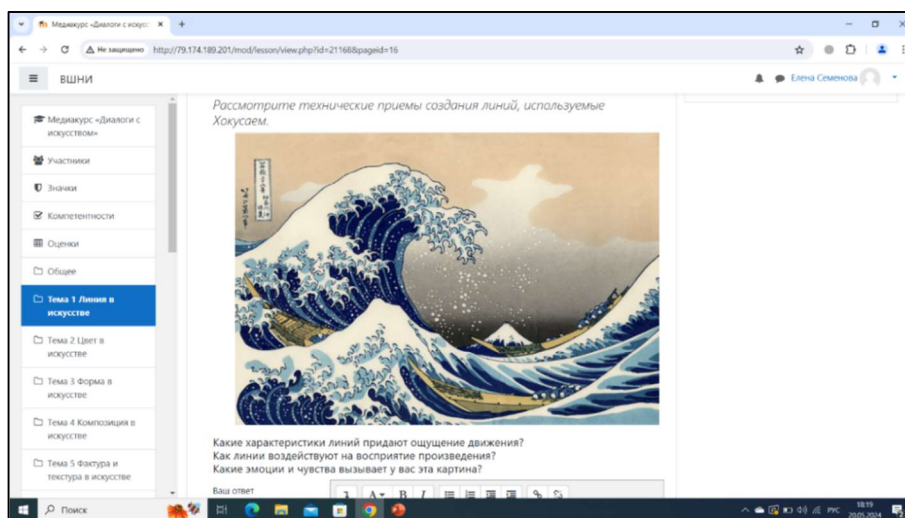 Медиакурс «Диалоги с искусс
Не защищено http://79.174.189.201/mod/lesson/view.php?id=21168&pageid=16
ВШНИ
Елена Семенова
Медиакурс «Диалоги с
искусством»
Участники
Значки
Компетентности
Оценки
Общее
Тема 1 Линия в
искусстве
Тема 2 Цвет в
искусстве
Тема 3 Форма в
искусстве
Тема 4 Композиция в
искусстве
Тема 5 Фактура и
текстура в искусстве
Рассмотрите технические приемы создания линий, используемые
Хокусаем.
Какие характеристики линий придают ощущение движения?
Как линии воздействуют на восприятие произведения?
Какие эмоции и чувства вызывает у вас эта картина?
Ваш ответ
A B I
Поиск
РУС
18:19
20.05.2024